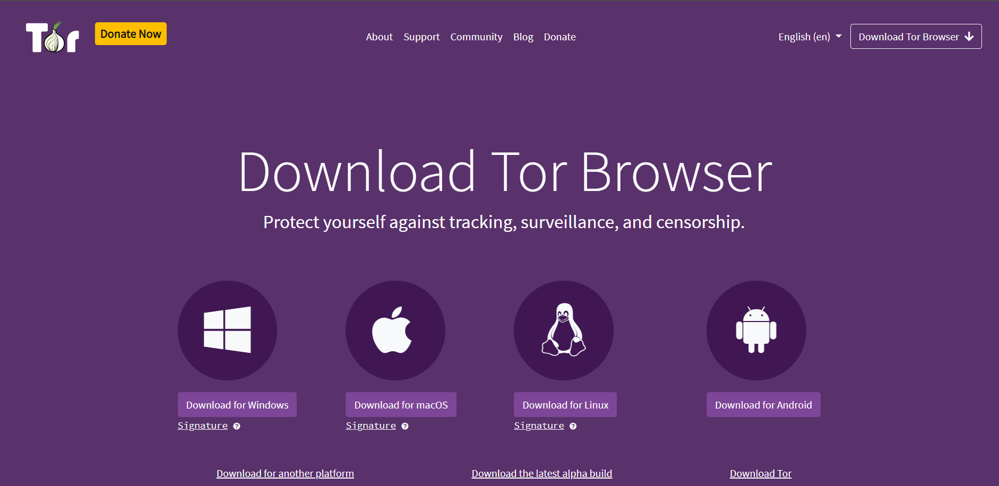 Tor
Donate Now
About Support Community Blog Donate
English (en)
Download Tor Browser
Download Tor Browser
Protect yourself against tracking, surveillance, and censorship.
Download for Windows
Signature ?
Download for macOS
Signature ?
Download for Linux
Signature ?
Download for Android
Download for another platform
Download the latest alpha build
Download Tor